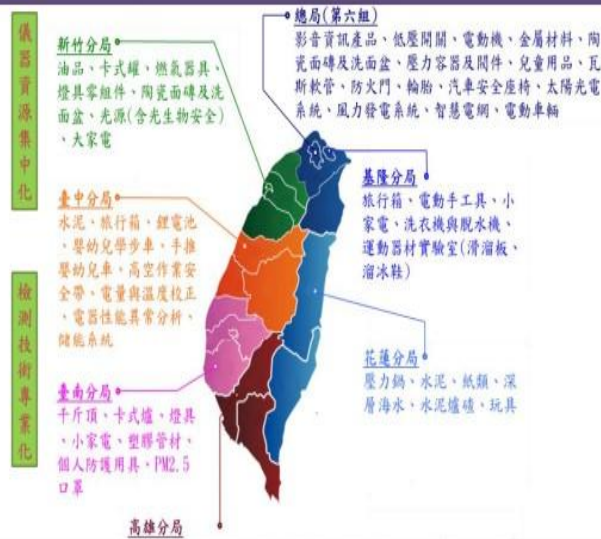 儀器資源集中化
檢測技術專業化
總局(第六組)
影音資訊產品、低壓開關、電動機、金屬材料、陶
瓷面磚及洗面盆、壓力容器及閥件、兒童用品、瓦
斯軟管、防火門、輪胎、汽車安全座椅、太陽光電
系統、風力發電系統、智慧電網、電動車輛
新竹分局
油品、卡式罐、燃氣器具、
燈具零組件、陶瓷面磚及洗
面盆、光源(含光生物安全)
、大家電
基隆分局
旅行箱、電動手工具、小
家電、洗衣機與脫水機、
運動器材實驗室(滑溜板、
溜冰鞋)
臺中分局
水泥、旅行箱、鋰電池
、嬰幼兒學步車、手推
嬰幼兒車、高空作業安
全帶、電量與溫度校正
、電器性能異常分析、
儲能系統
花蓮分局
壓力鍋、水泥、紙類、深
層海水、水泥爐碴、玩具
臺南分局
千斤頂、卡式爐、燈具
、小家電、塑膠管材、
個人防護用具、PM2.5
口罩
高雄分局